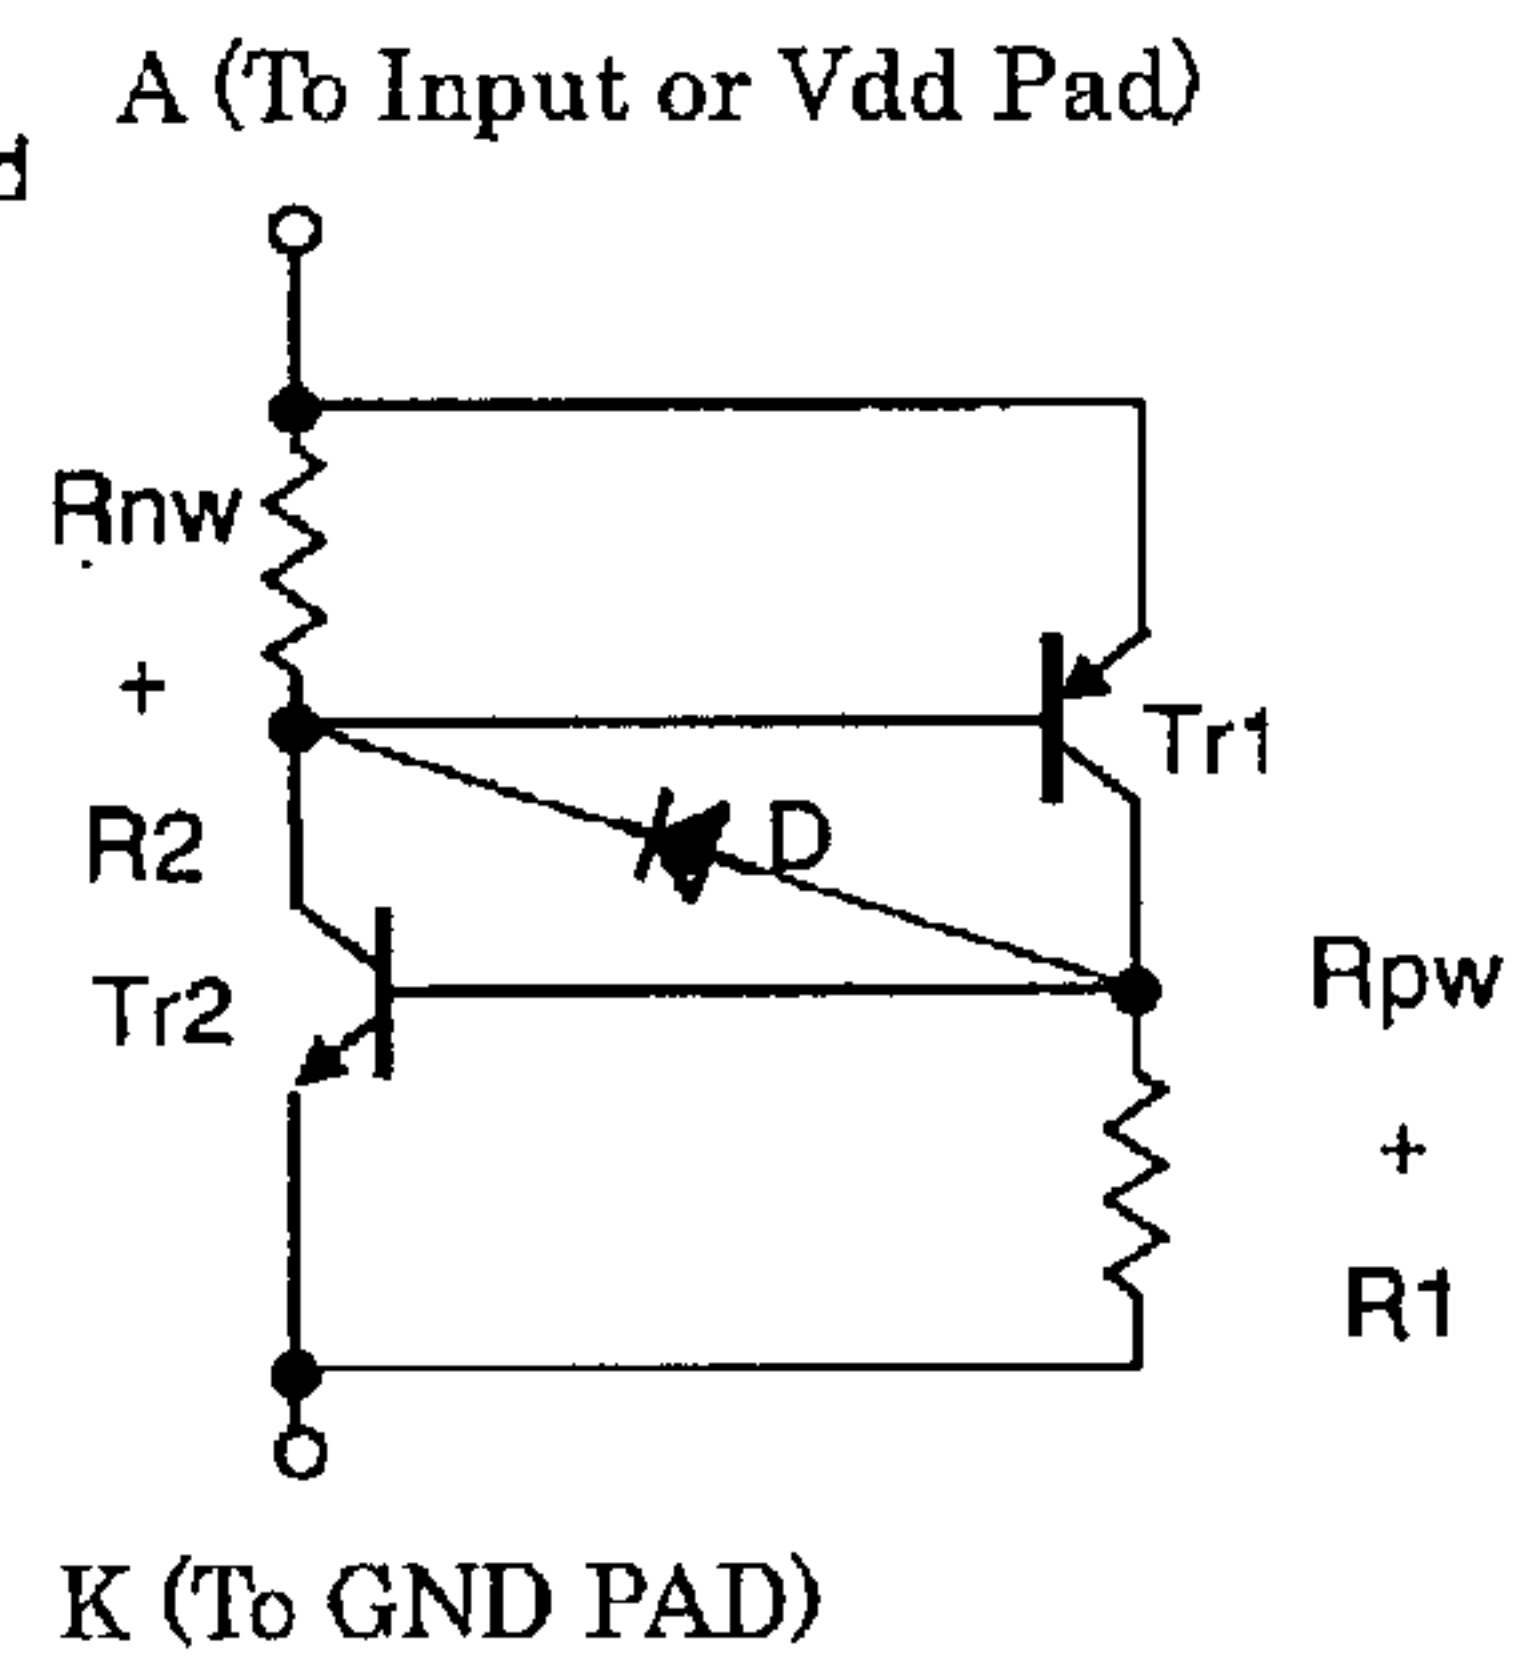 A (To Input or Vdd Pad)
d
Rnw
+
R2
Tr1
D
Tr2
Rpw
+
R1
K (To GND PAD)